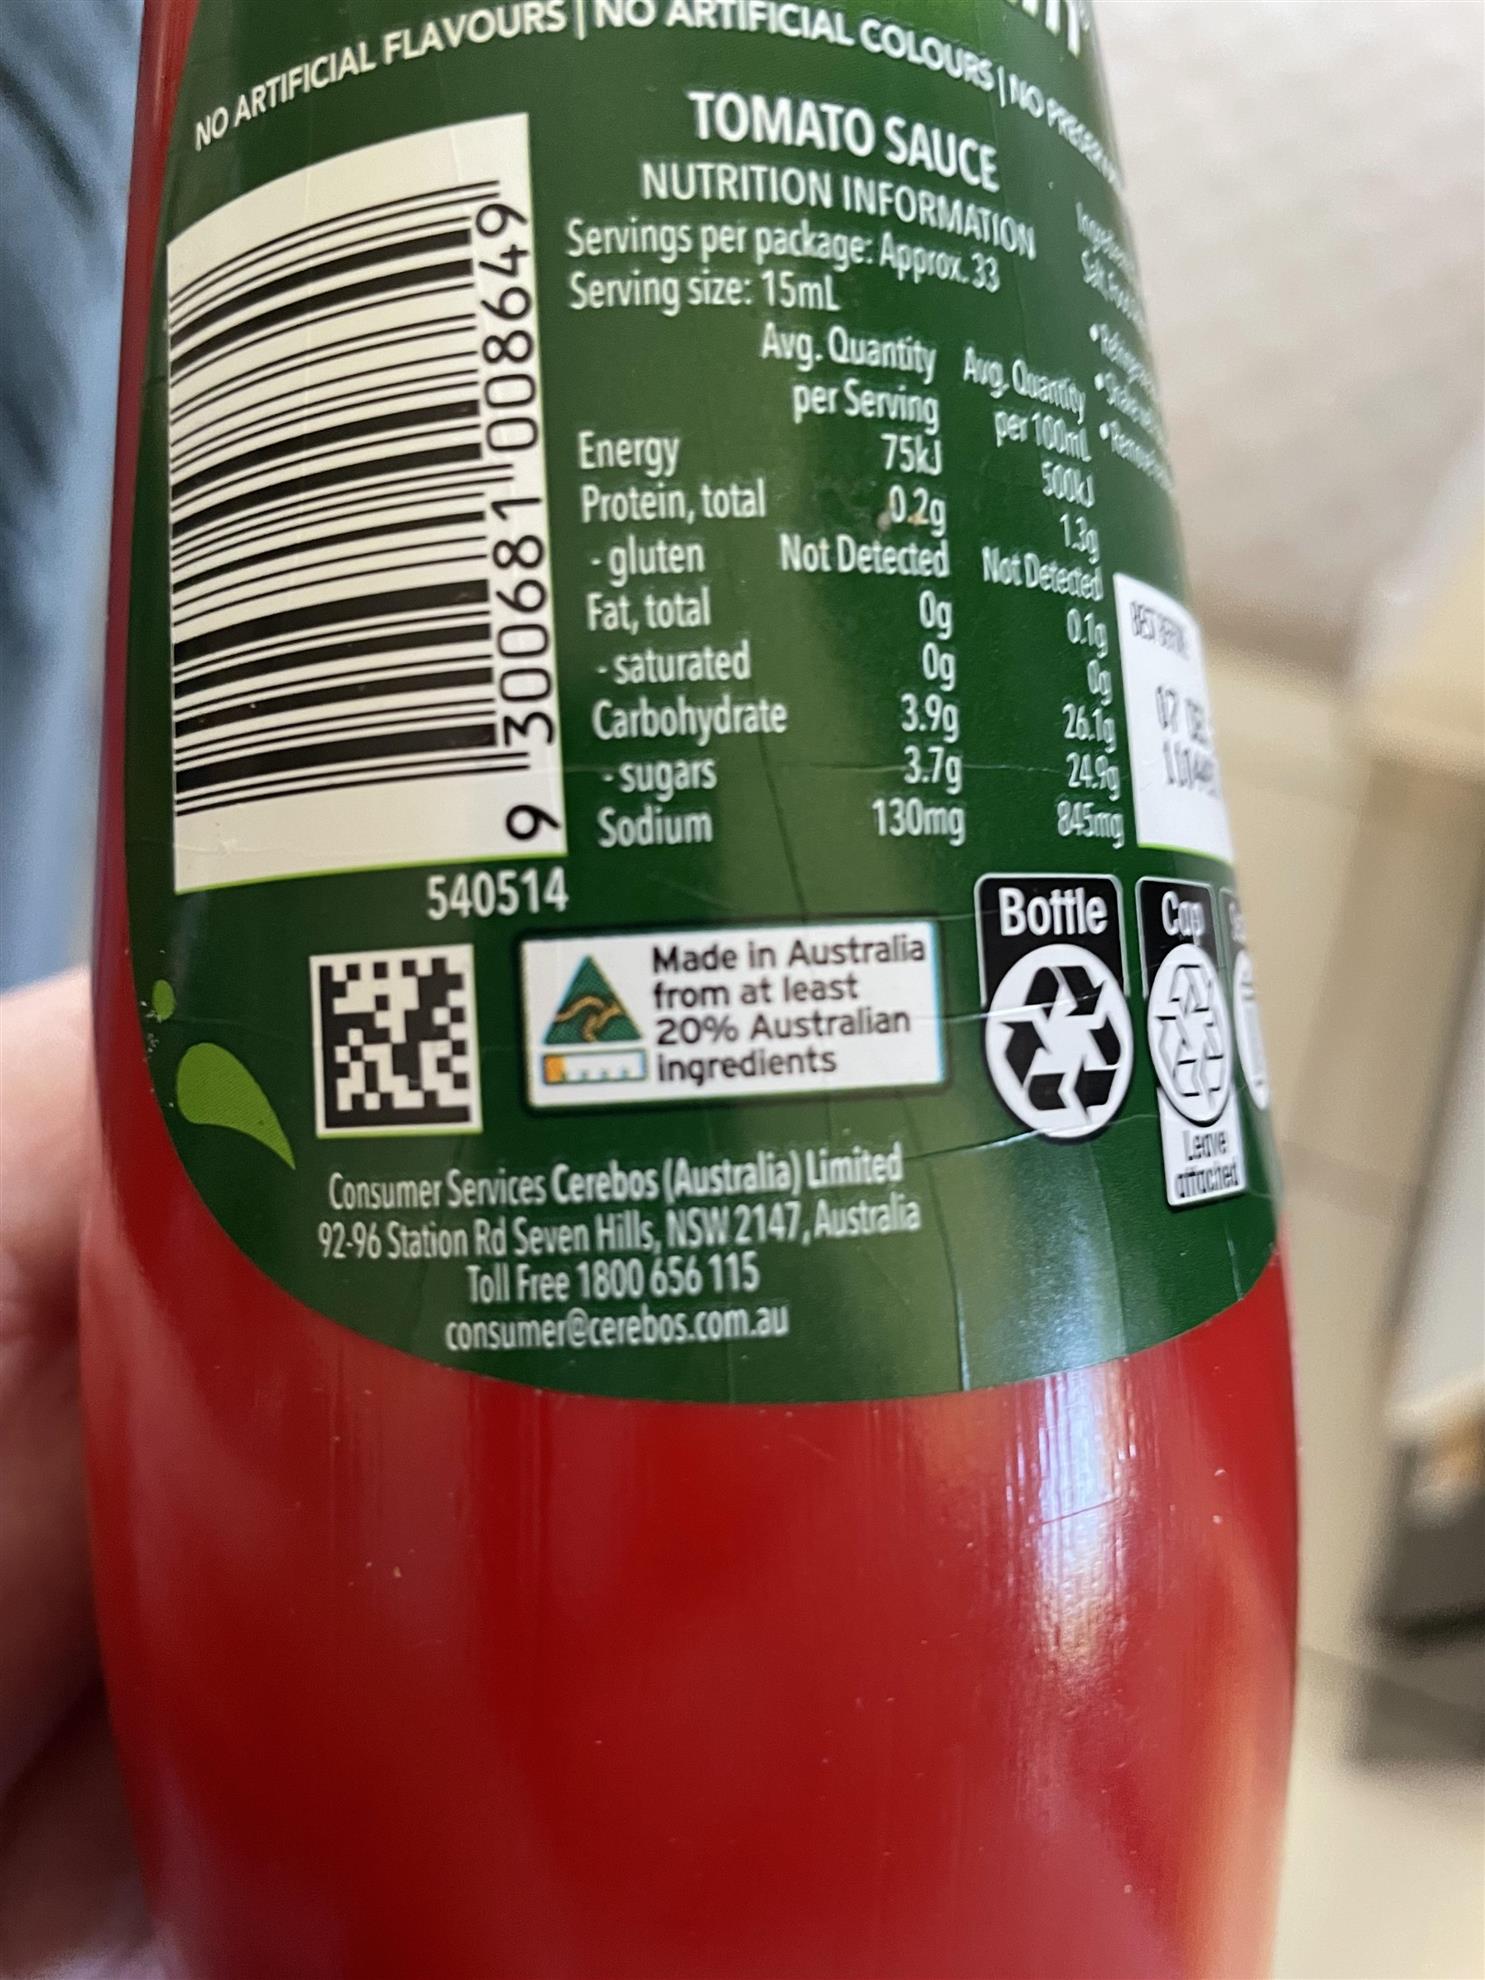 NO ARTIFICIAL FLAVOURS | NO ARTIFICIAL COLOURS | NO
TOMATO SAUCE
NUTRITION INFORMATION
Servings per package: Approx. 33
Serving size: 15mL
Avg. Quantity Avg. Quantity
per Serving per 100mL
Energy 75kJ 500kJ
Protein, total 0.2g 1.3g
- gluten Not Detected Not Detected
Fat, total 0g 0.1g
- saturated 0g 0g
Carbohydrate 3.9g 26.1g
- sugars 3.7g 24.9g
Sodium 130mg 845mg
9 300681 008649
540514
BEST BEFORE
07
Made in Australia
from at least
20% Australian
ingredients
Bottle
Cap
Leave
attached
Consumer Services Cerebos (Australia) Limited
92-96 Station Rd Seven Hills, NSW 2147, Australia
Toll Free 1800 656 115
consumer@cerebos.com.au